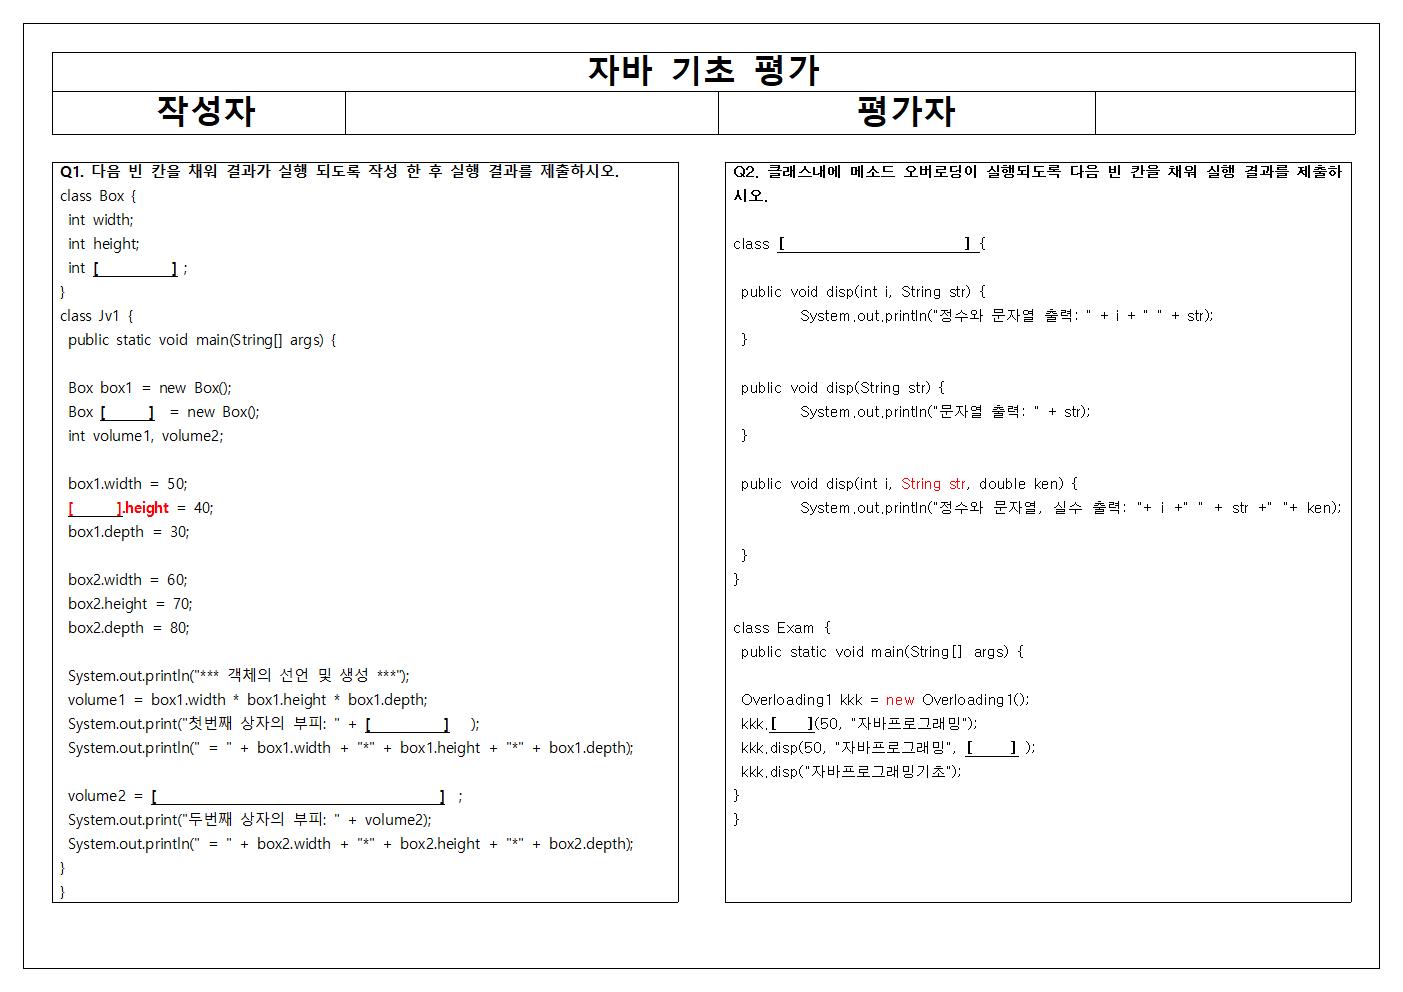 자바 기초 평가
작성자
평가자
Q1. 다음 빈 칸을 채워 결과가 실행 되도록 작성 한 후 실행 결과를 제출하시오.
class Box {
int width;
int height;
int [          ] ;
}
class Jv1 {
public static void main(String[] args) {
Box box1 = new Box();
Box [      ]  = new Box();
int volume1, volume2;
box1.width = 50;
[      ].height = 40;
box1.depth = 30;
box2.width = 60;
box2.height = 70;
box2.depth = 80;
System.out.println("*** 객체의 선언 및 생성 ***");
volume1 = box1.width * box1.height * box1.depth;
System.out.print("첫번째 상자의 부피: " + [          ]  );
System.out.println(" = " + box1.width + "*" + box1.height + "*" + box1.depth);
volume2 = [                                        ]  ;
System.out.print("두번째 상자의 부피: " + volume2);
System.out.println(" = " + box2.width + "*" + box2.height + "*" + box2.depth);
}
}
Q2. 클래스내에 메소드 오버로딩이 실행되도록 다음 빈 칸을 채워 실행 결과를 제출하
시오.
class [                         ] {
public void disp(int i, String str) {
System.out.println("정수와 문자열 출력: " + i + " " + str);
}
public void disp(String str) {
System.out.println("문자열 출력: " + str);
}
public void disp(int i, String str, double ken) {
System.out.println("정수와 문자열, 실수 출력: "+ i +" " + str +" "+ ken);
}
}
class Exam {
public static void main(String[] args) {
Overloading1 kkk = new Overloading1();
kkk.[    ](50, "자바프로그래밍");
kkk.disp(50, "자바프로그래밍", [     ] );
kkk.disp("자바프로그래밍기초");
}
}